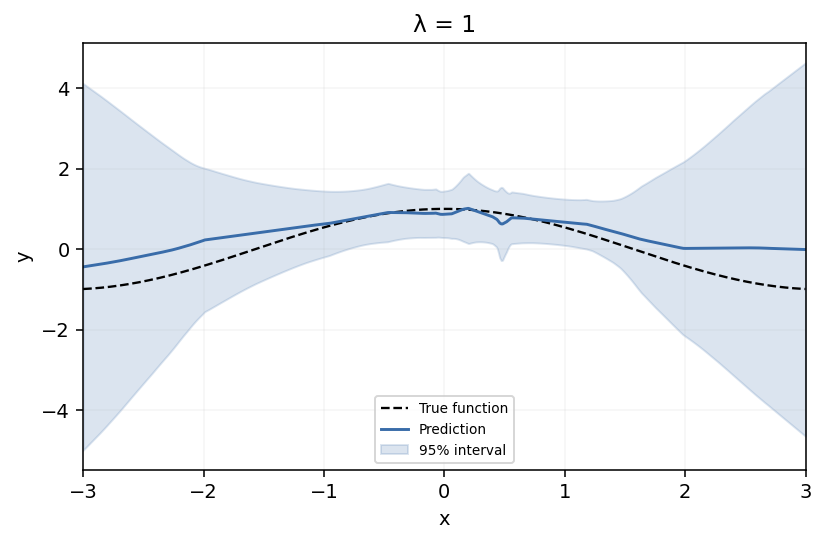 λ = 1
y
4
2
0
−2
−4
True function
Prediction
95% interval
−3 −2 −1 0 1 2 3
x